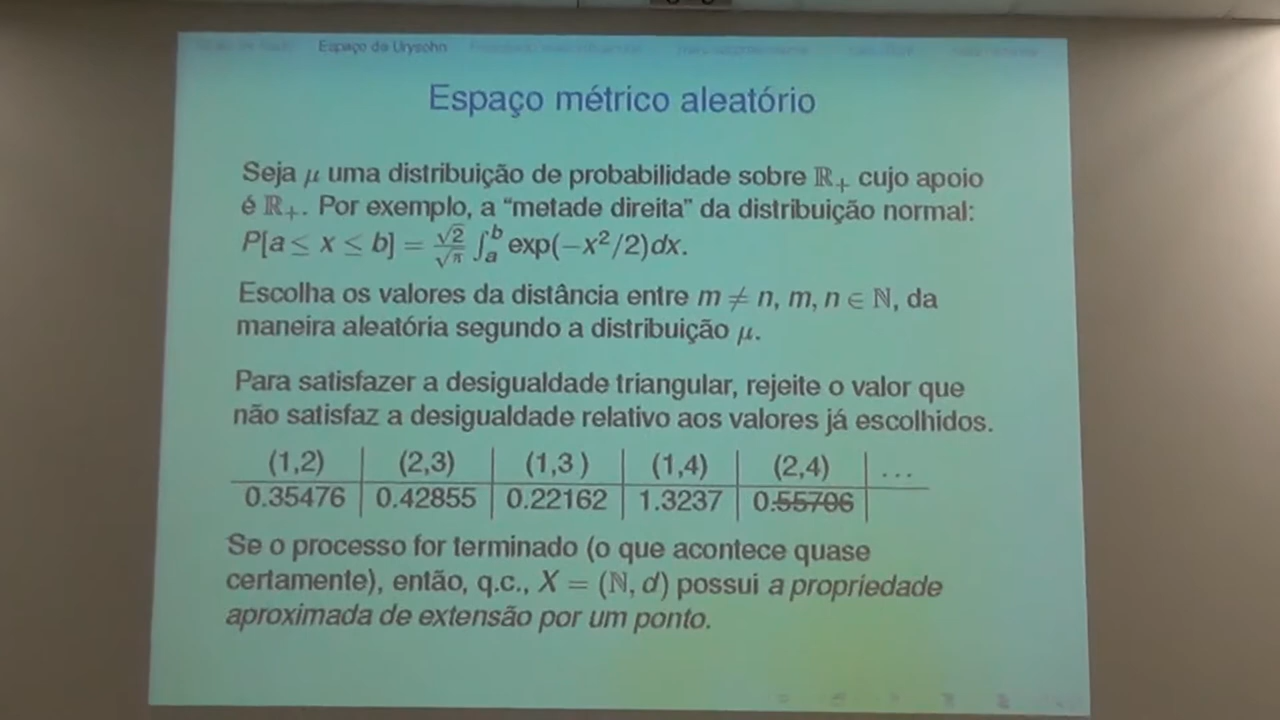 Espaço de Urysohn
Espaço métrico aleatório
Seja μ uma distribuição de probabilidade sobre ℝ₊ cujo apoio
é ℝ₊. Por exemplo, a “metade direita” da distribuição normal:
P[a ≤ x ≤ b] = √2/√π ∫ₐᵇ exp(−x²/2)dx.
Escolha os valores da distância entre m ≠ n, m, n ∈ ℕ, da
maneira aleatória segundo a distribuição μ.
Para satisfazer a desigualdade triangular, rejeite o valor que
não satisfaz a desigualdade relativo aos valores já escolhidos.
(1,2) (2,3) (1,3 ) (1,4) (2,4) ...
0.35476 0.42855 0.22162 1.3237 0.55706
Se o processo for terminado (o que acontece quase
certamente), então, q.c., X = (ℕ, d) possui a propriedade
aproximada de extensão por um ponto.